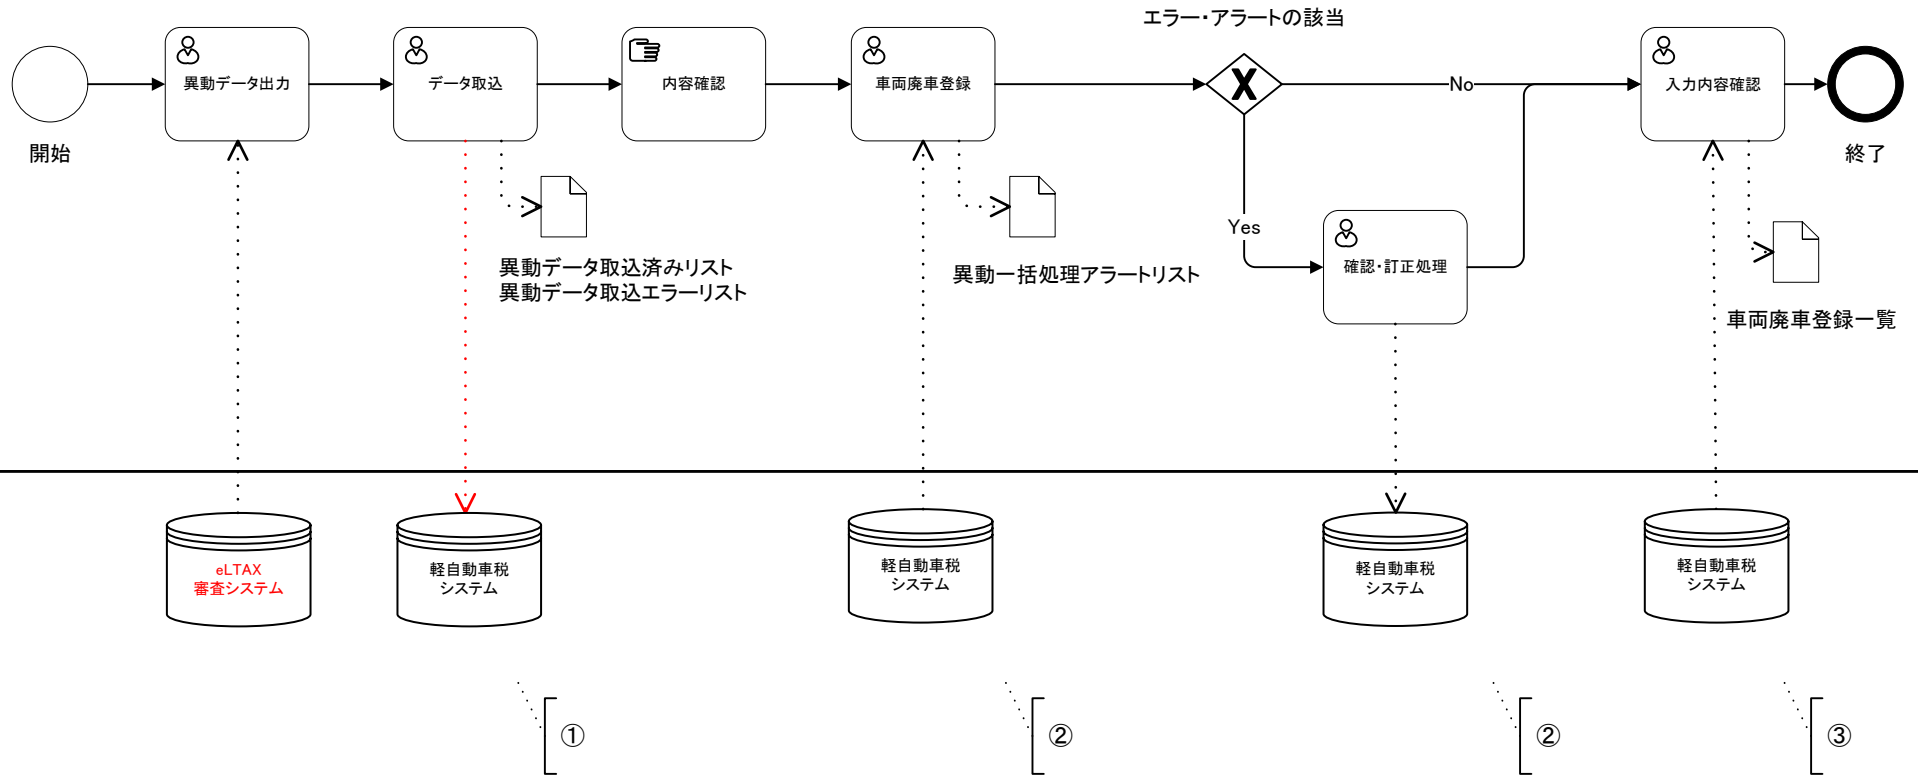 エラー・アラートの該当
異動データ出力
データ取込
内容確認
車両廃車登録
No
入力内容確認
開始
終了
Yes
確認・訂正処理
異動データ取込済みリスト
異動データ取込エラーリスト
異動一括処理アラートリスト
車両廃車登録一覧
eLTAX
審査システム
軽自動車税
システム
軽自動車税
システム
軽自動車税
システム
軽自動車税
システム
①
②
②
③